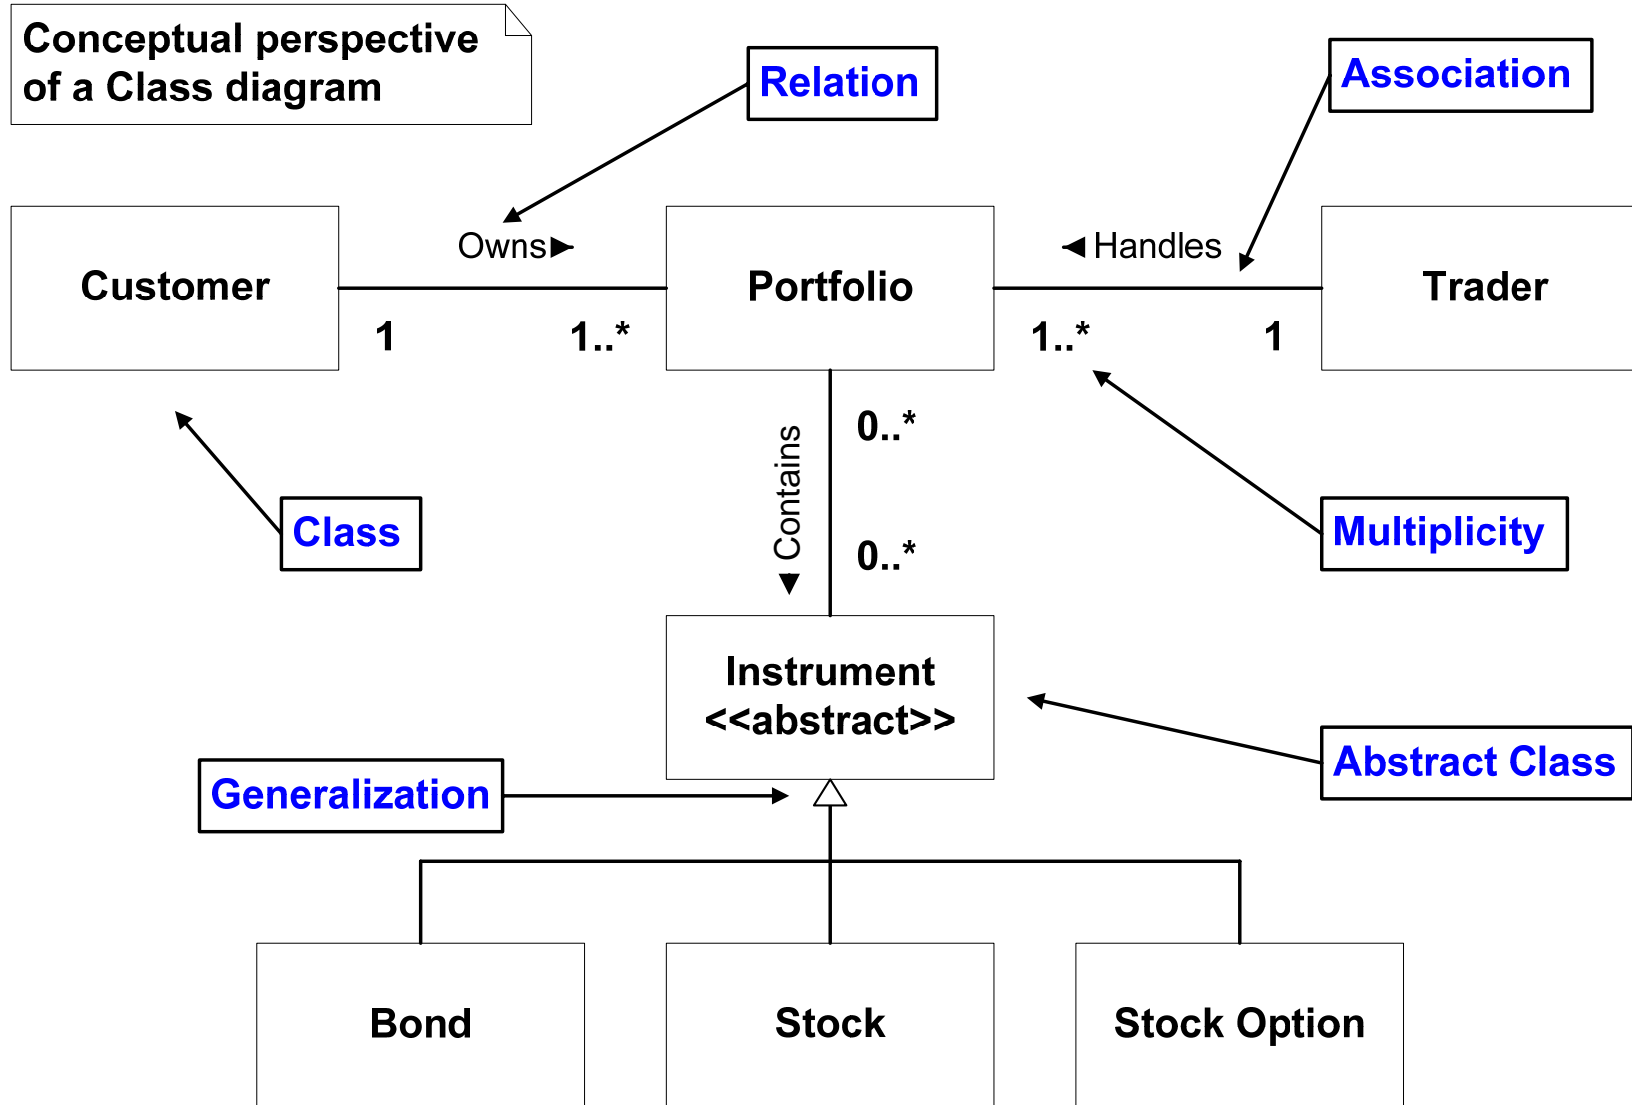 Conceptual perspective
of a Class diagram
Relation
Association
Owns
Handles
Customer
Portfolio
Trader
1
1..*
1..*
1
0..*
Contains
Class
Multiplicity
0..*
Instrument
<<abstract>>
Abstract Class
Generalization
Bond
Stock
Stock Option